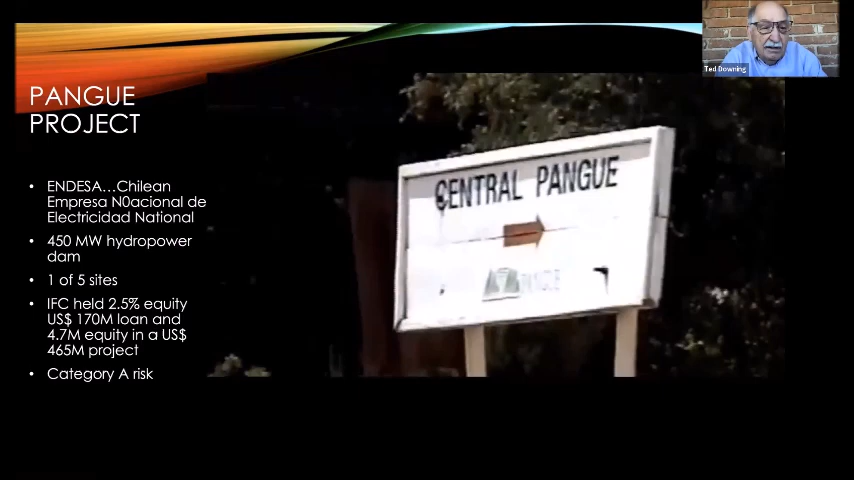 PANGUE
PROJECT
• ENDESA...Chilean
Empresa N0acional de
Electricidad National
• 450 MW hydropower
dam
• 1 of 5 sites
• IFC held 2.5% equity
US$ 170M loan and
4.7M equity in a US$
465M project
• Category A risk
CENTRAL PANGUE
Ted Downing